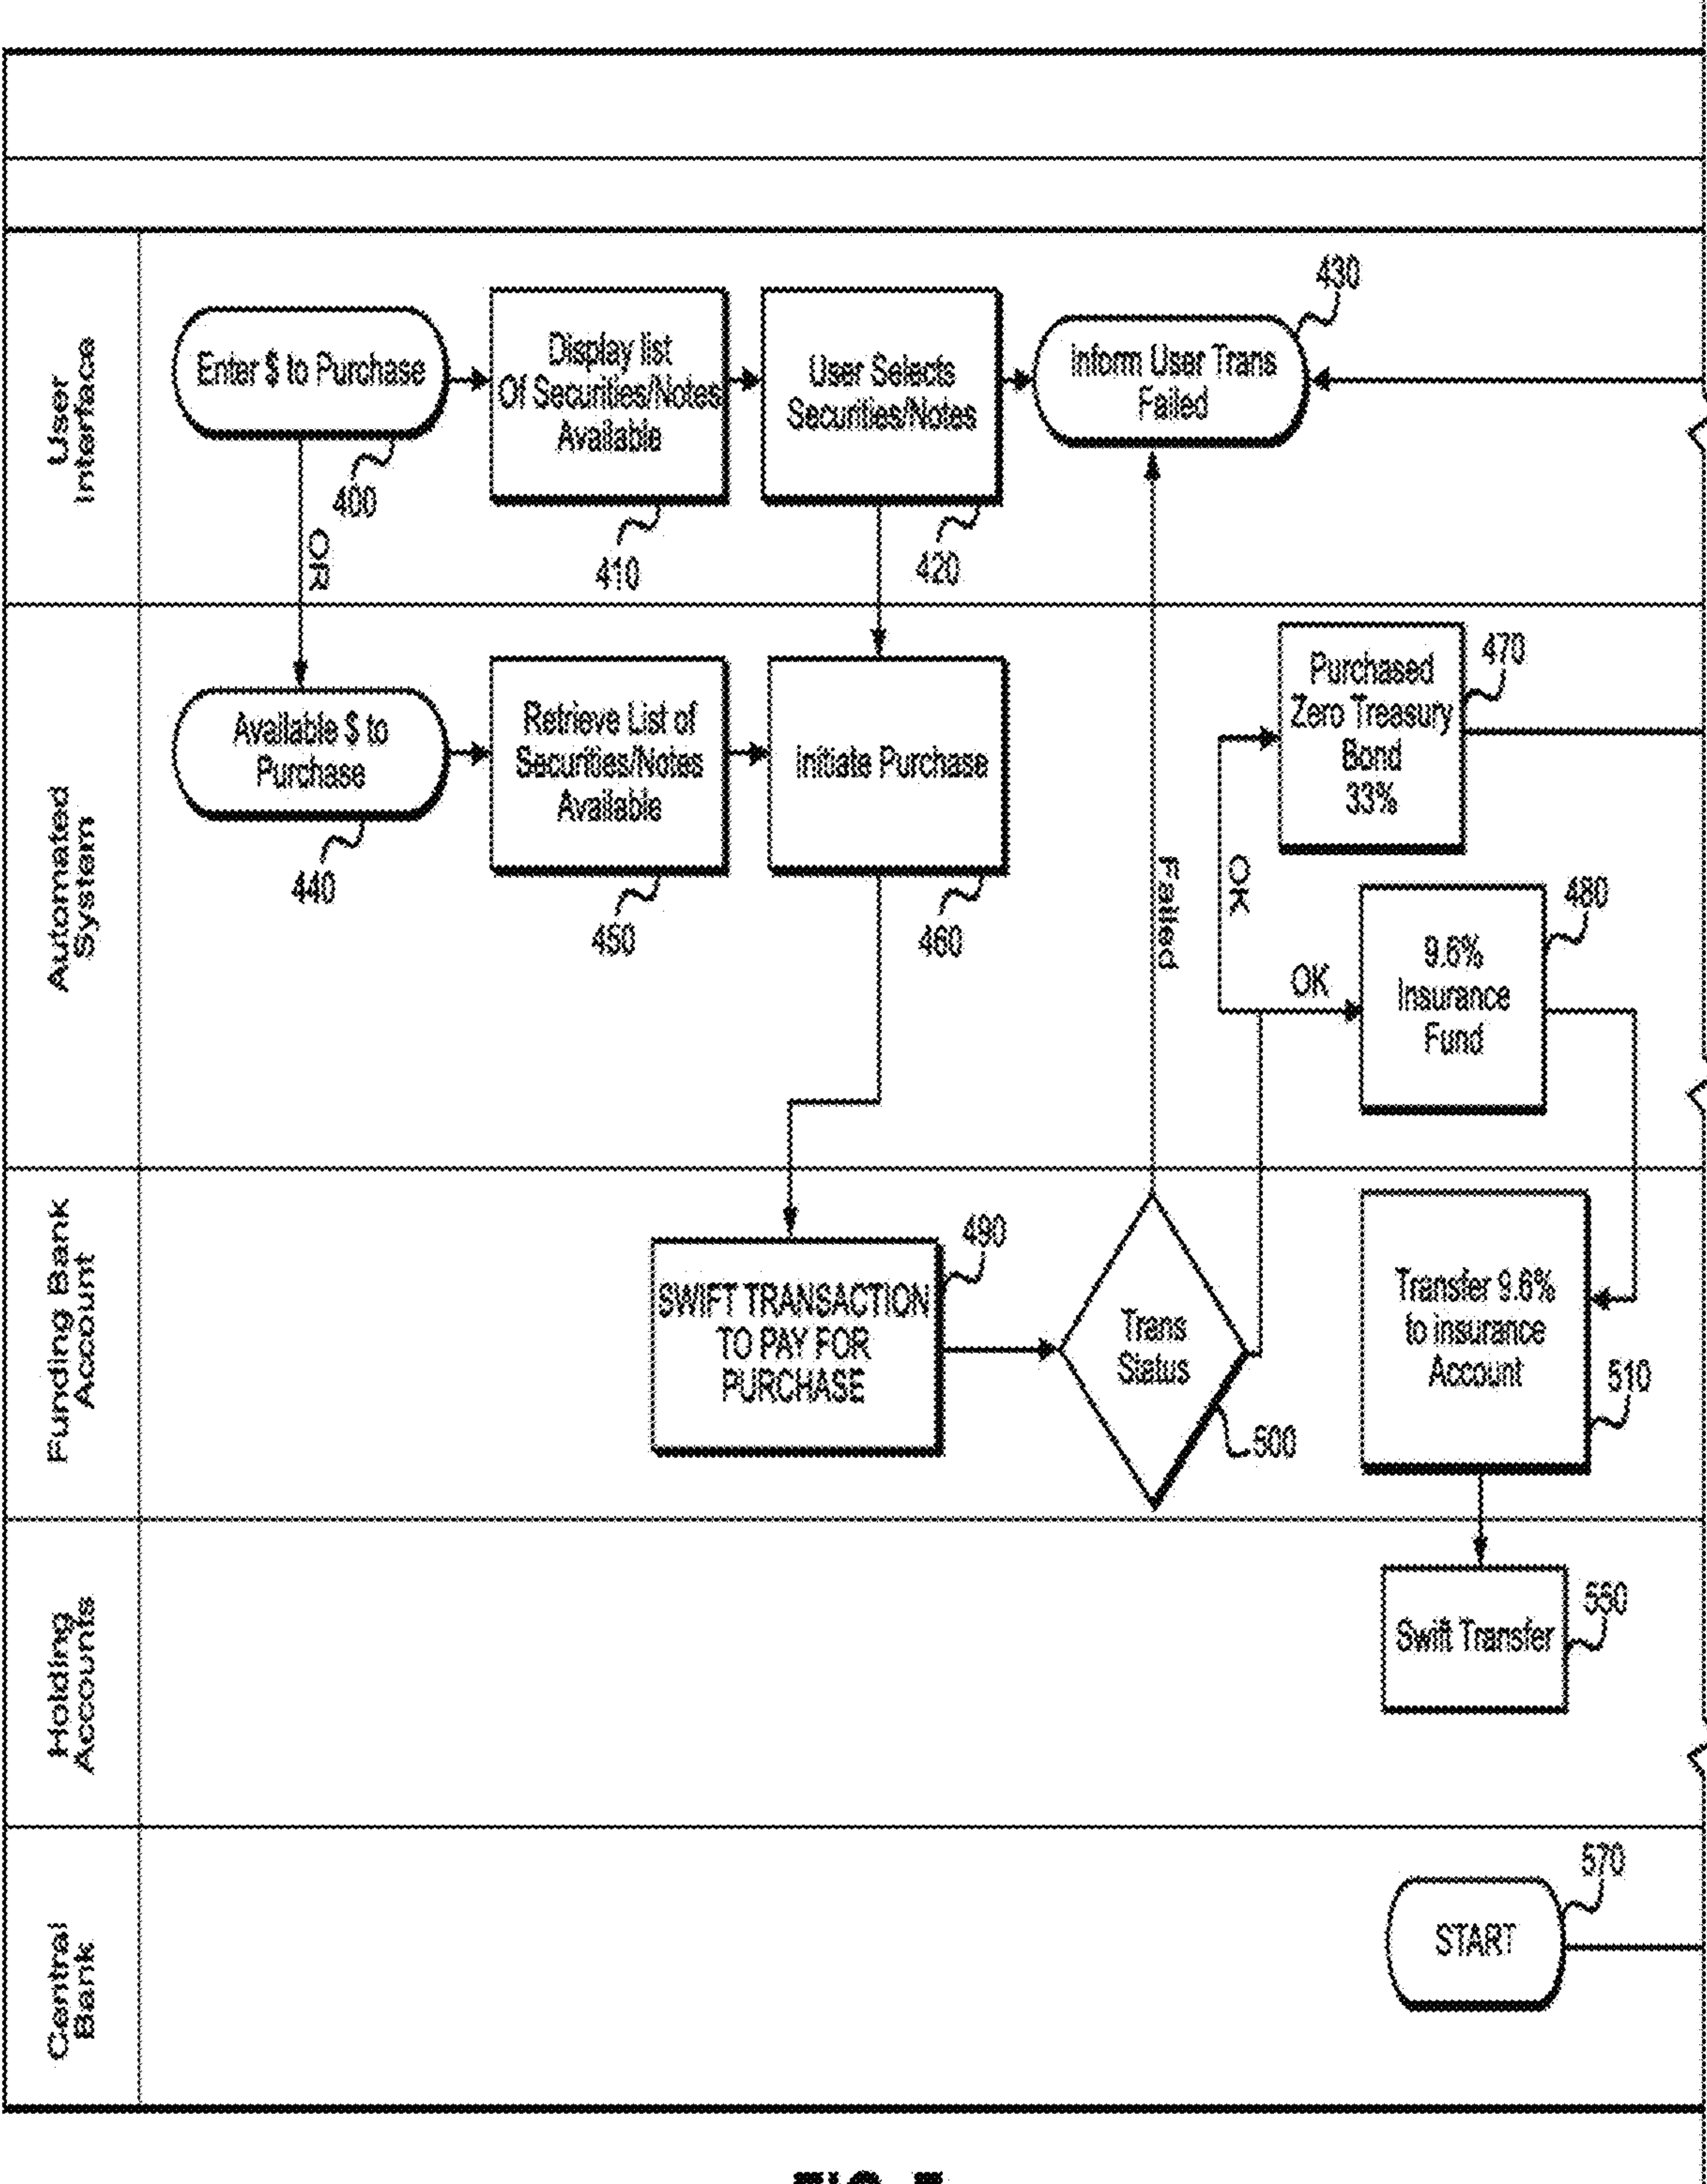 User
Interface
Enter $ to Purchase
400
Display list
Of Securities/Notes
Available
410
User Selects
Securities/Notes
420
Inform User Trans
Failed
430
OR
Automated
System
Available $ to
Purchase
440
Retrieve List of
Securities/Notes
Available
450
Initiate Purchase
460
Failed
OK
Purchased
Zero Treasury
Bond
33%
470
OK
9.6%
Insurance
Fund
480
Funding Bank
Account
SWIFT TRANSACTION
TO PAY FOR
PURCHASE
490
Trans
Status
500
Transfer 9.6%
to insurance
Account
510
Holding
Accounts
Swift Transfer
550
Central
Bank
START
570